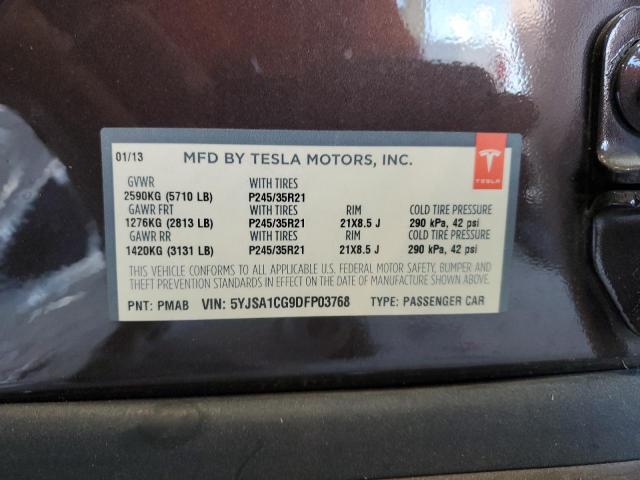 01/13 MFD BY TESLA MOTORS, INC.
TESLA
GVWR WITH TIRES
2590KG (5710 LB) P245/35R21
GAWR FRT WITH TIRES RIM COLD TIRE PRESSURE
1276KG (2813 LB) P245/35R21 21X8.5 J 290 kPa, 42 psi
GAWR RR WITH TIRES RIM COLD TIRE PRESSURE
1420KG (3131 LB) P245/35R21 21X8.5 J 290 kPa, 42 psi
THIS VEHICLE CONFORMS TO ALL APPLICABLE U.S. FEDERAL MOTOR SAFETY, BUMPER AND
THEFT PREVENTION STANDARDS IN EFFECT ON THE DATE OF MANUFACTURE SHOWN ABOVE.
PNT: PMAB VIN: 5YJSA1CG9DFP03768 TYPE: PASSENGER CAR